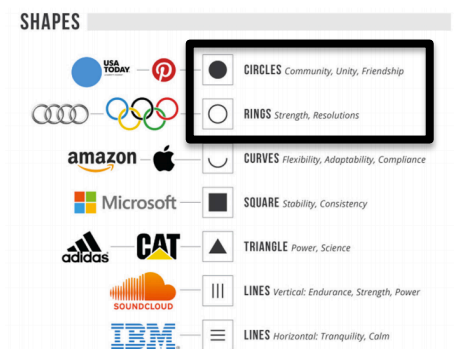 SHAPES
USA
TODAY
CIRCLES Community, Unity, Friendship
RINGS Strength, Resolutions
amazon
CURVES Flexibility, Adaptability, Compliance
Microsoft
SQUARE Stability, Consistency
adidas
CAT
TRIANGLE Power, Science
SOUNDCLOUD
LINES Vertical: Endurance, Strength, Power
IBM
LINES Horizontal: Tranquility, Calm